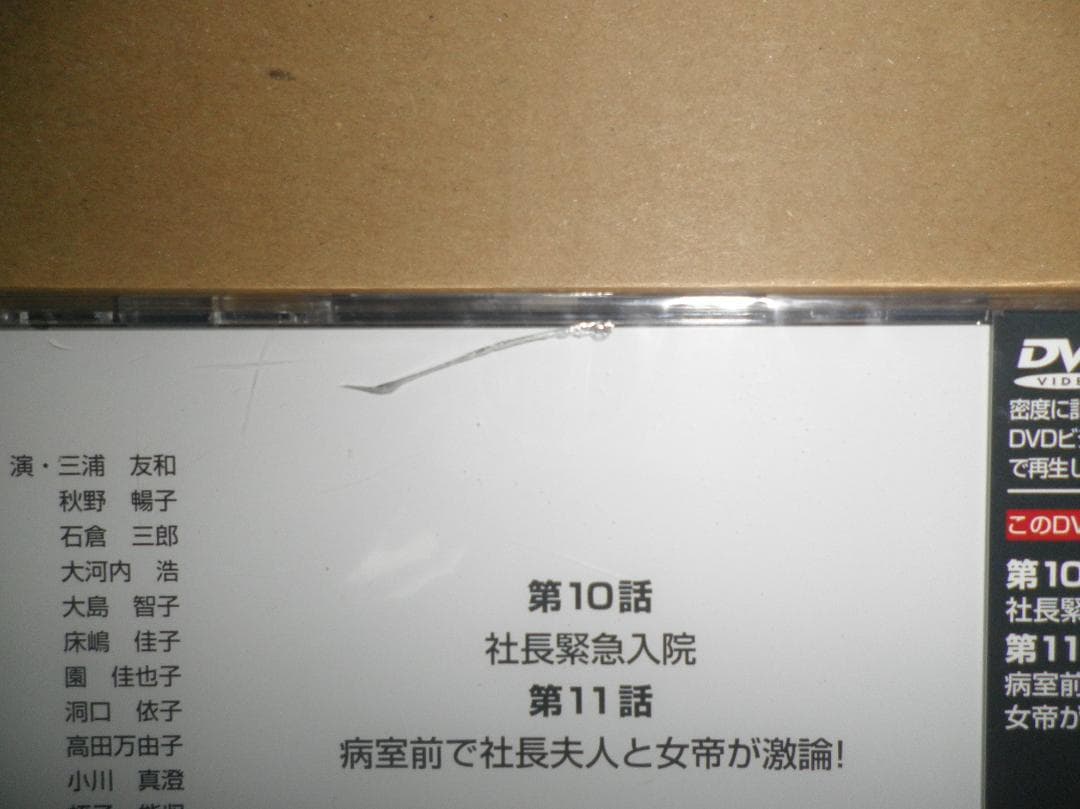 演・三浦　友和
秋野　暢子
石倉　三郎
大河内　浩
大島　智子
床嶋　佳子
園　佳也子
洞口　依子
高田万由子
小川　真澄
第10話
社長緊急入院
第11話
病室前で社長夫人と女帝が激論!
DV
VIDE
密度に
DVDビ
で再生し
このDV
第10
社長緊
第11
病室前
女帝が